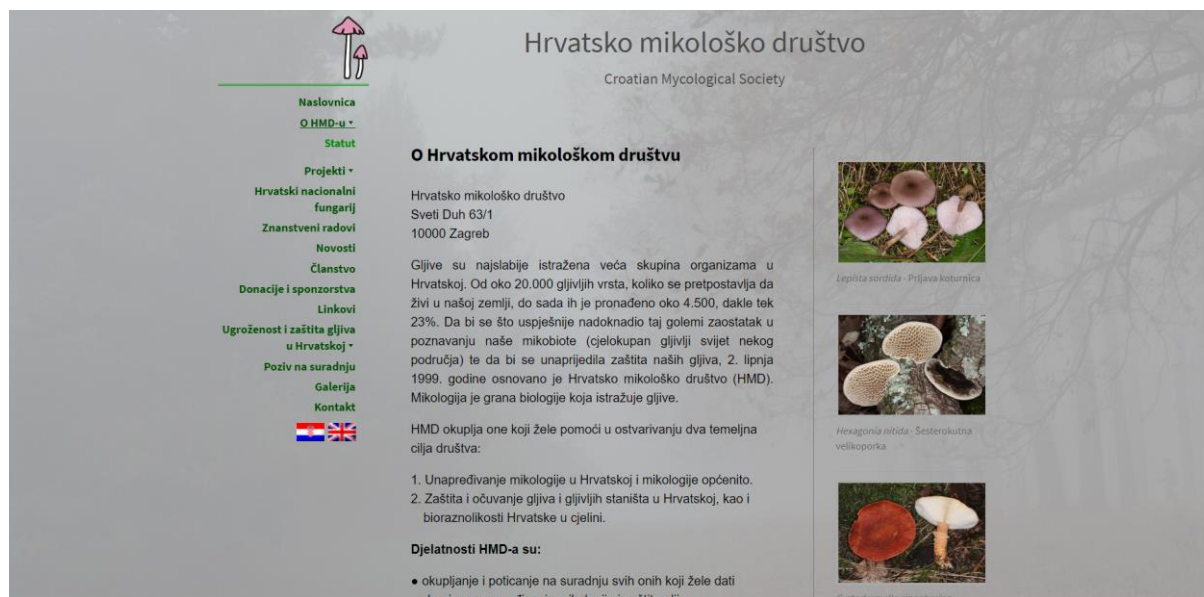 Hrvatsko mikološko društvo
Croatian Mycological Society
Naslovnica
O HMD-u
Statut
Projekti
Hrvatski nacionalni
fungarij
Znanstveni radovi
Novosti
Članstvo
Donacije i sponzorstva
Linkovi
Ugroženost i zaštita gljiva
u Hrvatskoj
Poziv na suradnju
Galerija
Kontakt
O Hrvatskom mikološkom društvu
Hrvatsko mikološko društvo
Sveti Duh 63/1
10000 Zagreb
Gljive su najslabije istražena veća skupina organizama u
Hrvatskoj. Od oko 20.000 gljivljih vrsta, koliko se pretpostavlja da
živi u našoj zemlji, do sada ih je pronađeno oko 4.500, dakle tek
23%. Da bi se što uspješnije nadoknadio taj golemi zaostatak u
poznavanju naše mikobiote (cjelokupan gljivlji svijet nekog
područja) te da bi se unaprijedila zaštita naših gljiva, 2. lipnja
1999. godine osnovano je Hrvatsko mikološko društvo (HMD).
Mikologija je grana biologije koja istražuje gljive.
HMD okuplja one koji žele pomoći u ostvarivanju dva temeljna
cilja društva:
1. Unapređivanje mikologije u Hrvatskoj i mikologije općenito.
2. Zaštita i očuvanje gljiva i gljivljih staništa u Hrvatskoj, kao i
bioraznolikosti Hrvatske u cjelini.
Djelatnosti HMD-a su:
● okupljanje i poticanje na suradnju svih onih koji žele dati
Lepista sordida - Prljava koturnica
Hexagonia nitida - Šesterokutna
velikoporka